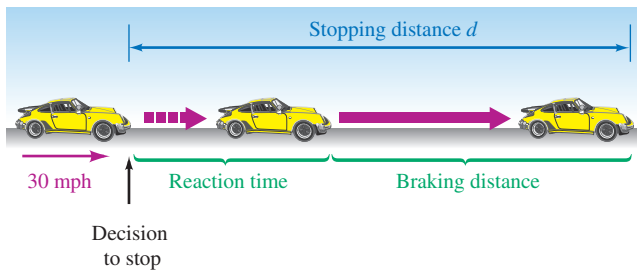 Stopping distance d
30 mph
Reaction time
Braking distance
Decision
to stop